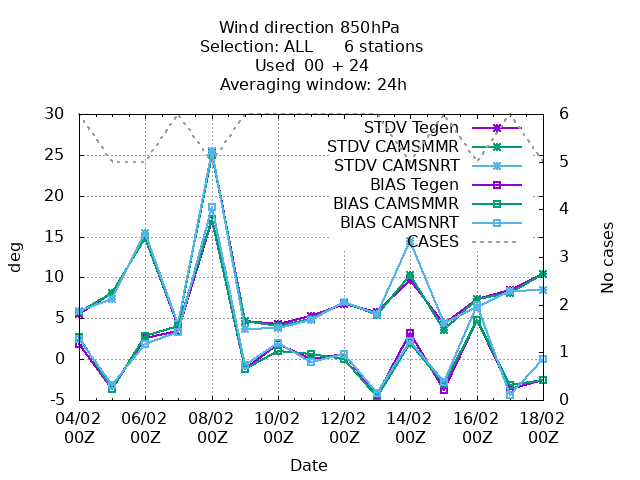 Wind direction 850hPa
Selection: ALL      6 stations
Used  00 + 24
Averaging window: 24h
30
25
20
15
10
5
0
-5
deg
STDV Tegen
STDV CAMSMMR
STDV CAMSNRT
BIAS Tegen
BIAS CAMSMMR
BIAS CAMSNRT
CASES
6
5
4
3
2
1
0
No cases
04/02 06/02 08/02 10/02 12/02 14/02 16/02 18/02
00Z 00Z 00Z 00Z 00Z 00Z 00Z 00Z
Date